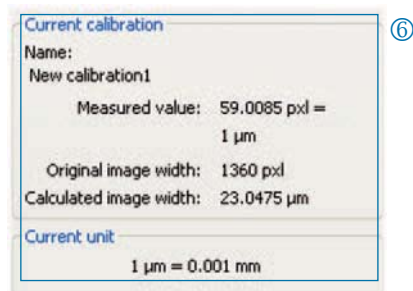 Current calibration
⑥
Name:
New calibration1
Measured value: 59.0085 pxl =
1 µm
Original image width: 1360 pxl
Calculated image width: 23.0475 µm
Current unit
1 µm = 0.001 mm